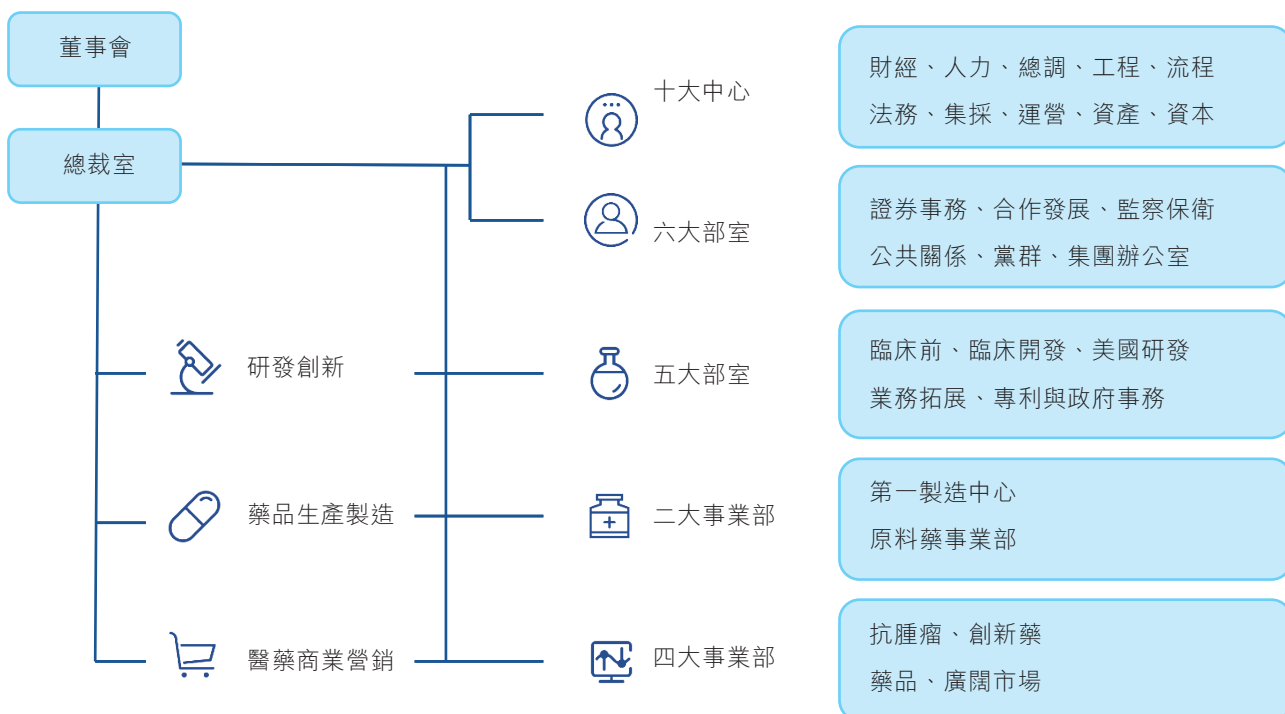 董事會
總裁室
十大中心
財經、人力、總調、工程、流程
法務、集採、運營、資產、資本
六大部室
證券事務、合作發展、監察保衛
公共關係、黨群、集團辦公室
研發創新
五大部室
臨床前、臨床開發、美國研發
業務拓展、專利與政府事務
藥品生產製造
二大事業部
第一製造中心
原料藥事業部
醫藥商業營銷
四大事業部
抗腫瘤、創新藥
藥品、廣闊市場